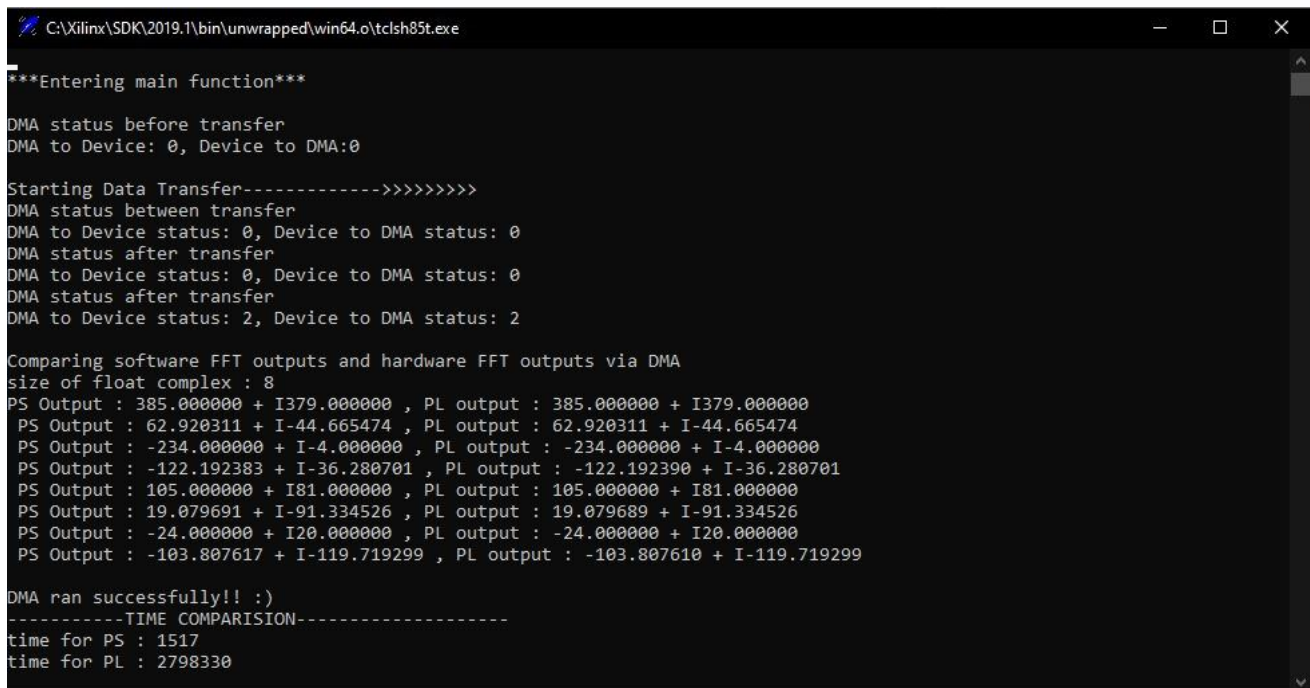 C:\Xilinx\SDK\2019.1\bin\unwrapped\win64.o\tclsh85t.exe
***Entering main function***
DMA status before transfer
DMA to Device: 0, Device to DMA:0
Starting Data Transfer------------->>>>>>>>>
DMA status between transfer
DMA to Device status: 0, Device to DMA status: 0
DMA status after transfer
DMA to Device status: 0, Device to DMA status: 0
DMA status after transfer
DMA to Device status: 2, Device to DMA status: 2
Comparing software FFT outputs and hardware FFT outputs via DMA
size of float complex : 8
PS Output : 385.000000 + I379.000000 , PL output : 385.000000 + I379.000000
PS Output : 62.920311 + I-44.665474 , PL output : 62.920311 + I-44.665474
PS Output : -234.000000 + I-4.000000 , PL output : -234.000000 + I-4.000000
PS Output : -122.192383 + I-36.280701 , PL output : -122.192390 + I-36.280701
PS Output : 105.000000 + I81.000000 , PL output : 105.000000 + I81.000000
PS Output : 19.079691 + I-91.334526 , PL output : 19.079689 + I-91.334526
PS Output : -24.000000 + I20.000000 , PL output : -24.000000 + I20.000000
PS Output : -103.807617 + I-119.719299 , PL output : -103.807610 + I-119.719299
DMA ran successfully!! :)
-----------TIME COMPARISION--------------------
time for PS : 1517
time for PL : 2798330